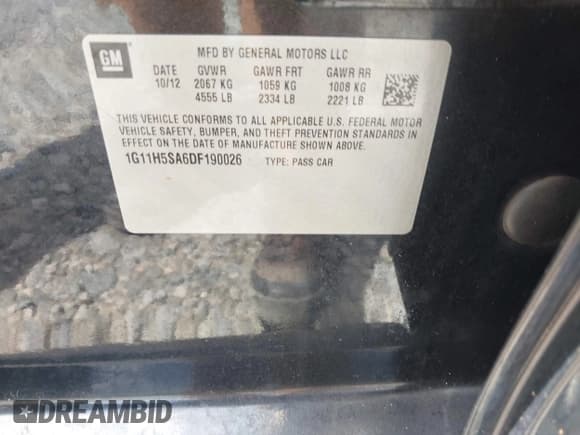 GM
MFD BY GENERAL MOTORS LLC
DATE GVWR GAWR FRT GAWR RR
10/12 2067 KG 1059 KG 1008 KG
4555 LB 2334 LB 2221 LB
THIS VEHICLE CONFORMS TO ALL APPLICABLE U.S. FEDERAL MOTOR
VEHICLE SAFETY, BUMPER, AND THEFT PREVENTION STANDARDS IN
EFFECT ON THE DATE OF MANUFACTURE SHOWN ABOVE.
1G11H5SA6DF190026 TYPE: PASS CAR
DREAMBID